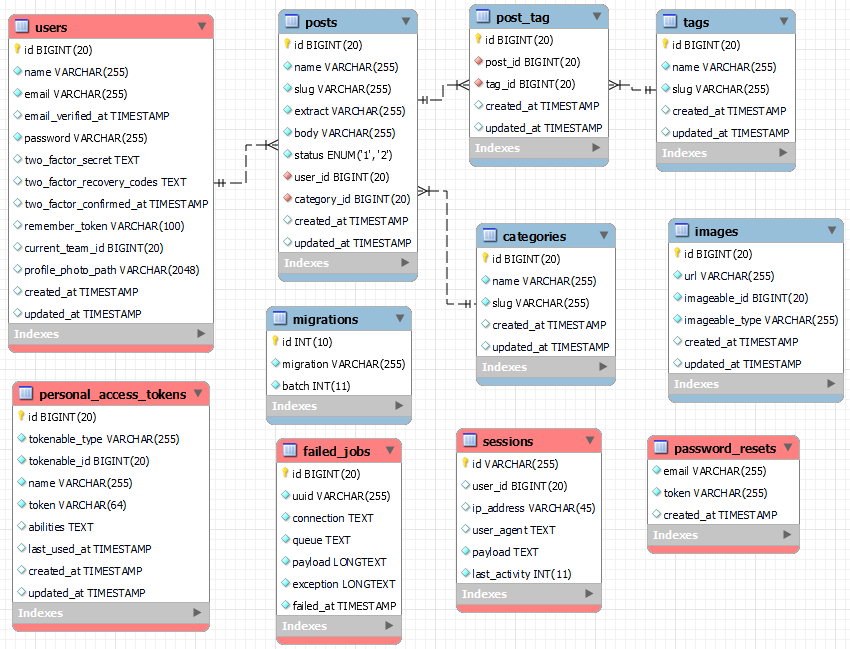 users
id BIGINT(20)
name VARCHAR(255)
email VARCHAR(255)
email_verified_at TIMESTAMP
password VARCHAR(255)
two_factor_secret TEXT
two_factor_recovery_codes TEXT
two_factor_confirmed_at TIMESTAMP
remember_token VARCHAR(100)
current_team_id BIGINT(20)
profile_photo_path VARCHAR(2048)
created_at TIMESTAMP
updated_at TIMESTAMP
Indexes
posts
id BIGINT(20)
name VARCHAR(255)
slug VARCHAR(255)
extract VARCHAR(255)
body VARCHAR(255)
status ENUM('1', '2')
user_id BIGINT(20)
category_id BIGINT(20)
created_at TIMESTAMP
updated_at TIMESTAMP
Indexes
post_tag
id BIGINT(20)
post_id BIGINT(20)
tag_id BIGINT(20)
created_at TIMESTAMP
updated_at TIMESTAMP
Indexes
tags
id BIGINT(20)
name VARCHAR(255)
slug VARCHAR(255)
created_at TIMESTAMP
updated_at TIMESTAMP
Indexes
categories
id BIGINT(20)
name VARCHAR(255)
slug VARCHAR(255)
created_at TIMESTAMP
updated_at TIMESTAMP
Indexes
images
id BIGINT(20)
url VARCHAR(255)
imageable_id BIGINT(20)
imageable_type VARCHAR(255)
created_at TIMESTAMP
updated_at TIMESTAMP
Indexes
migrations
id INT(10)
migration VARCHAR(255)
batch INT(11)
Indexes
personal_access_tokens
id BIGINT(20)
tokenable_type VARCHAR(255)
tokenable_id BIGINT(20)
name VARCHAR(255)
token VARCHAR(64)
abilities TEXT
last_used_at TIMESTAMP
created_at TIMESTAMP
updated_at TIMESTAMP
Indexes
failed_jobs
id BIGINT(20)
uuid VARCHAR(255)
connection TEXT
queue TEXT
payload LONGTEXT
exception LONGTEXT
failed_at TIMESTAMP
Indexes
sessions
id VARCHAR(255)
user_id BIGINT(20)
ip_address VARCHAR(45)
user_agent TEXT
payload TEXT
last_activity INT(11)
Indexes
password_resets
email VARCHAR(255)
token VARCHAR(255)
created_at TIMESTAMP
Indexes